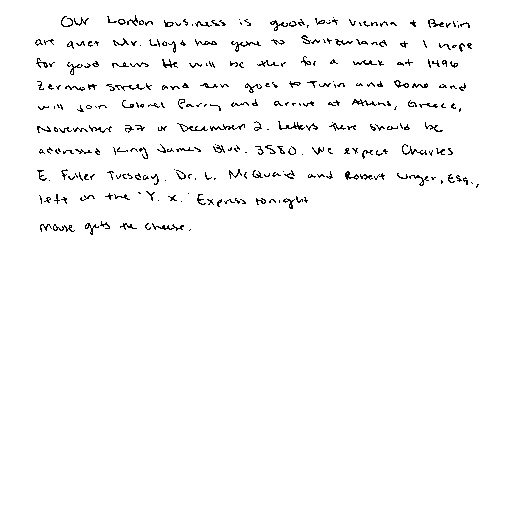 Our London business is good, but Vienna & Berlin
are quiet Mr. Lloyd has gone to Switzerland & I hope
for good news He will be ther for a week at 1496
Zermott Street and then goes to Turin and Rome and
will join Colonel Parry and arrive at Athens, Greece,
November 27 or December 2. Letters there should be
addressed King James Blvd. 3580. We expect Charles
E. Fuller Tuesday. Dr. L. McQuaid and Robert Unger, Esq.,
left on the "Y. X." Express tonight
mouse gets the cheese.